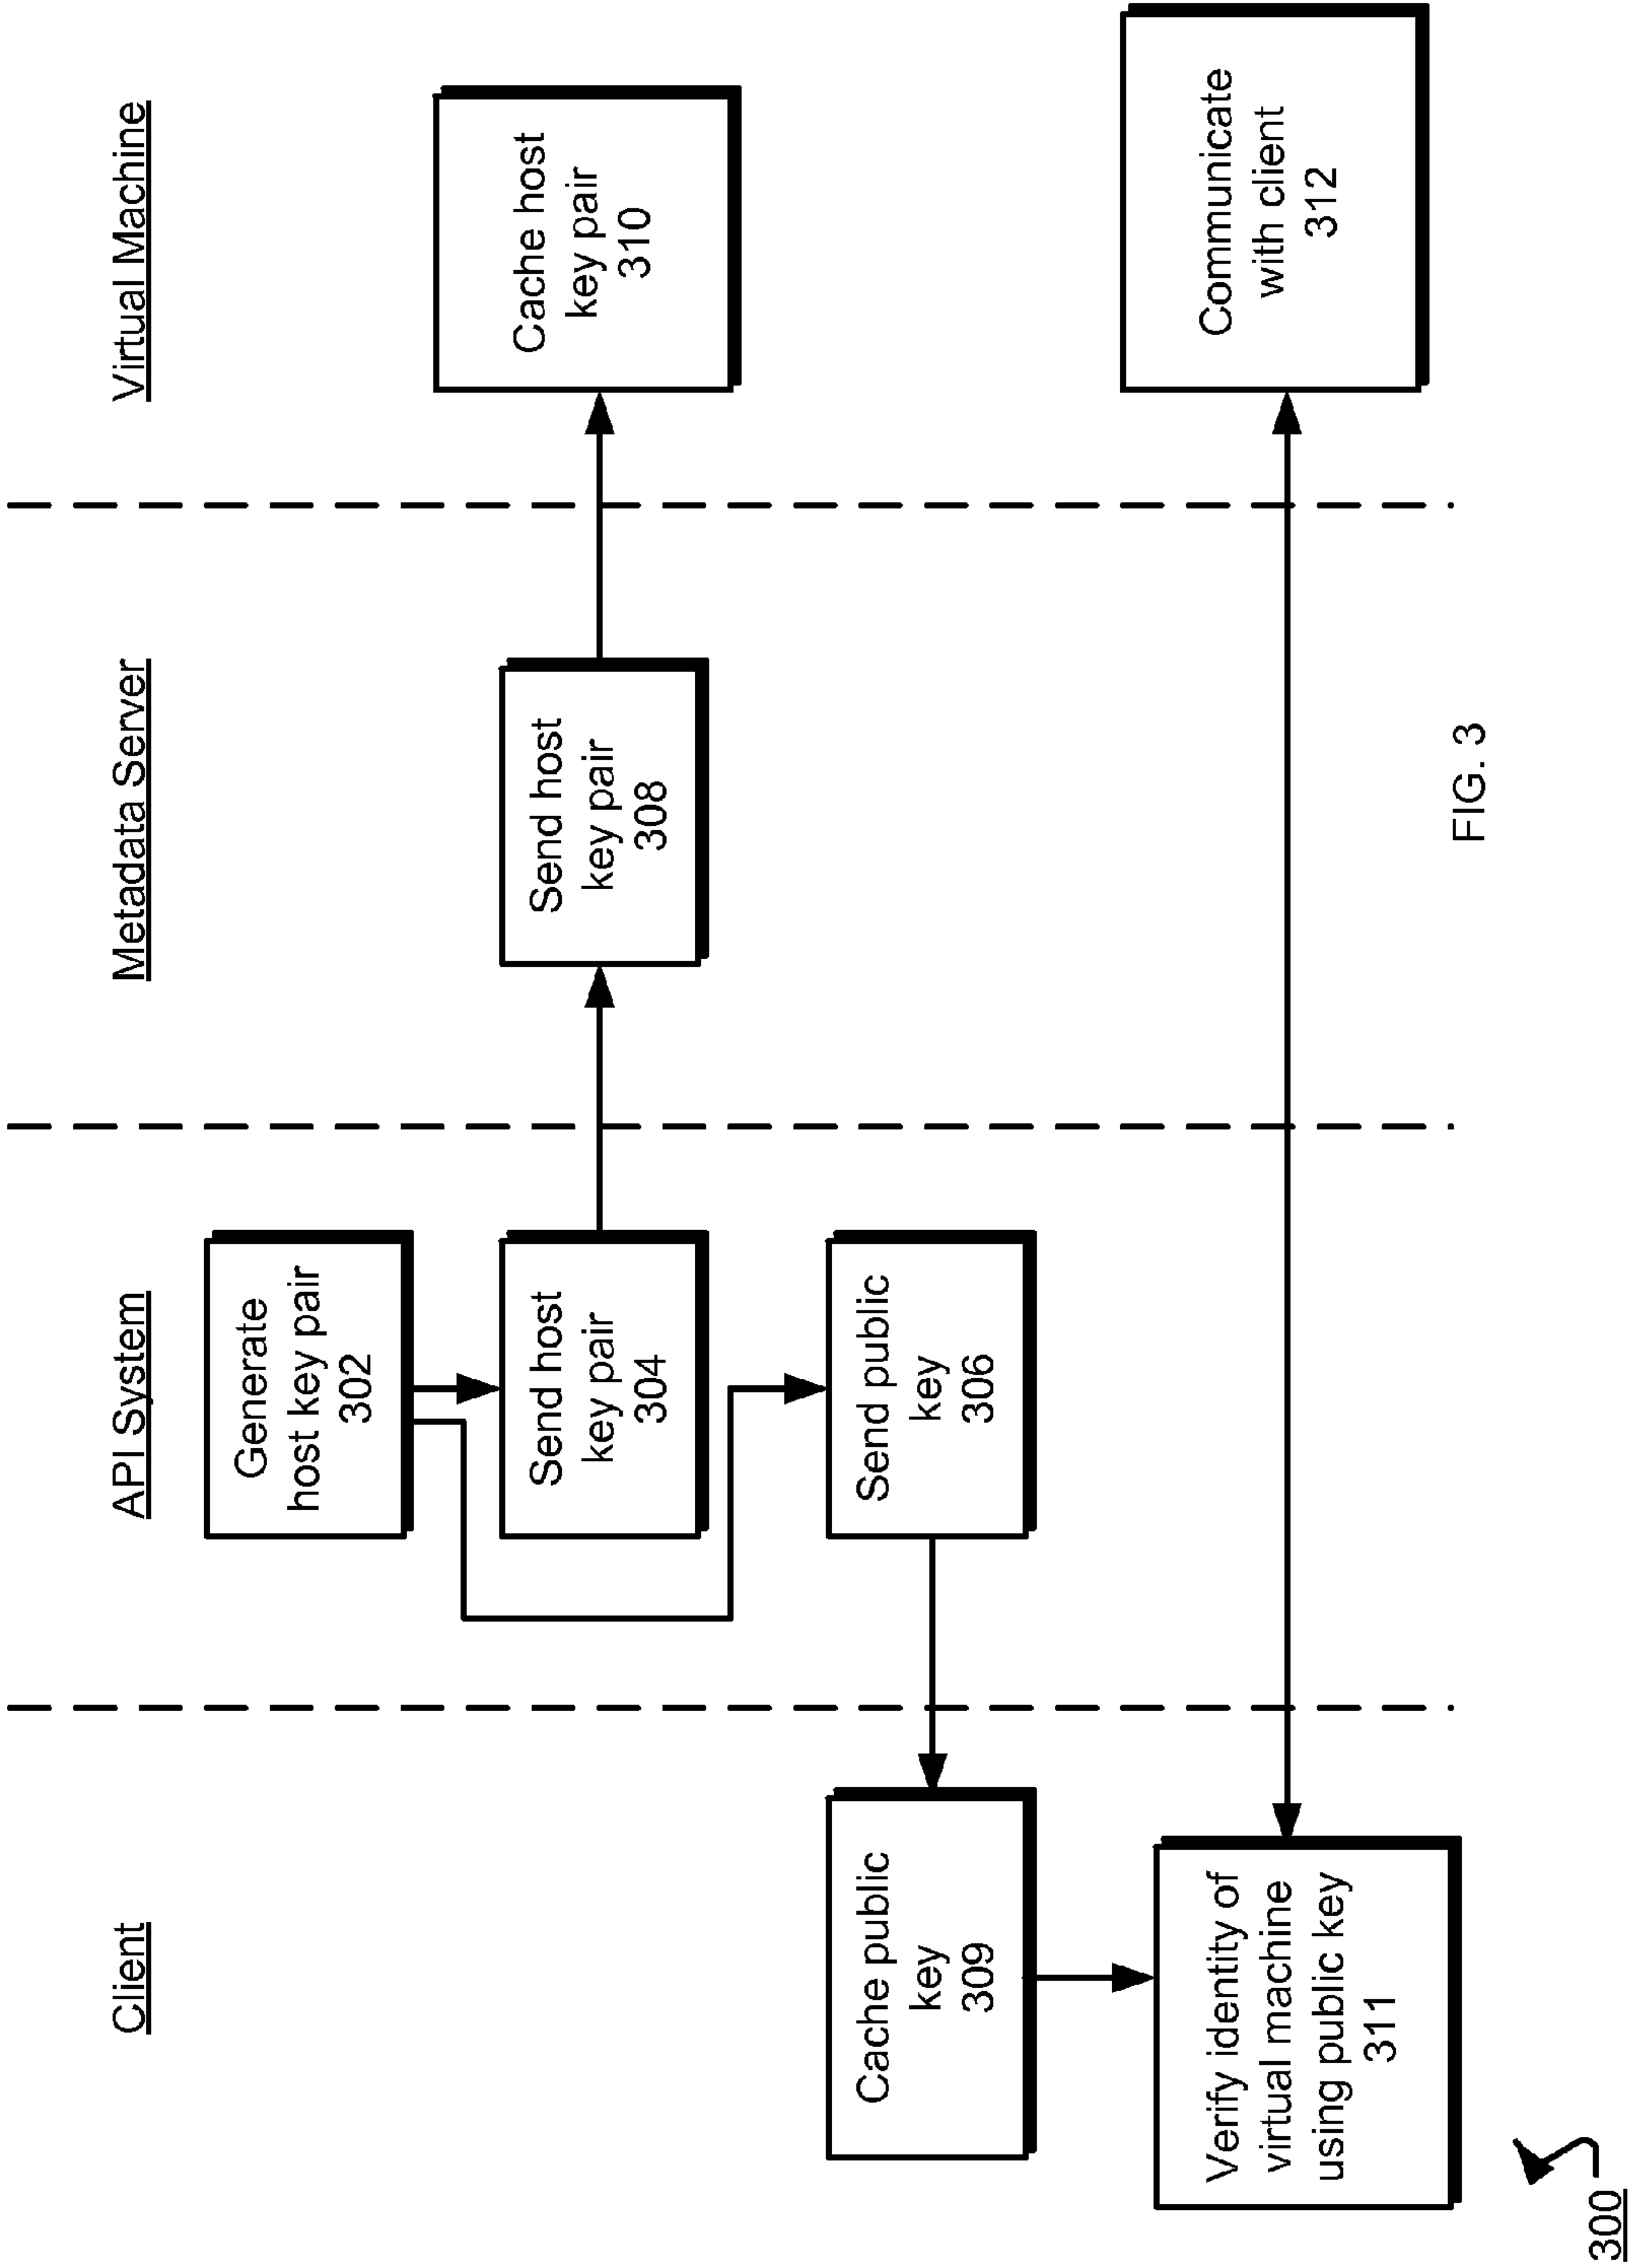 Client
API System
Metadata Server
Virtual Machine
Generate
host key pair
302
Send host
key pair
304
Send host
key pair
308
Cache host
key pair
310
Send public
key
306
Cache public
key
309
Verify identity of
virtual machine
using public key
311
Communicate
with client
312
300
FIG. 3